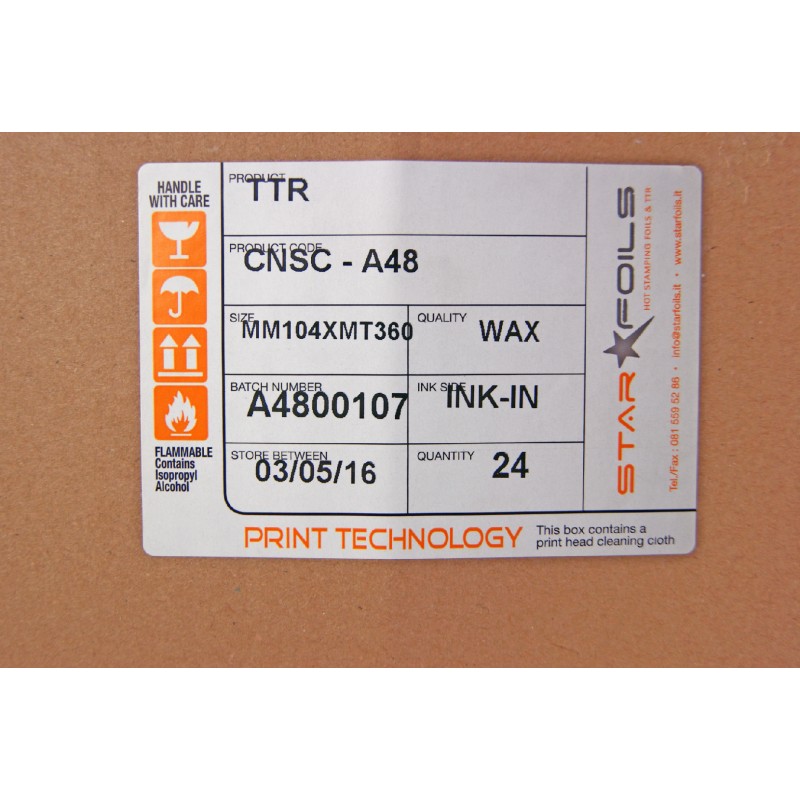 HANDLE
WITH CARE
FLAMMABLE
Contains
Isopropyl
Alcohol
PRODUCT
TTR
PRODUCT CODE
CNSC - A48
SIZE
MM104XMT360
QUALITY
WAX
BATCH NUMBER
A4800107
INK SIDE
INK-IN
STORE BETWEEN
03/05/16
QUANTITY
24
PRINT TECHNOLOGY
This box contains a
print head cleaning cloth
STAR FOILS
HOT STAMPING FOILS & TTR
Tel./Fax: 081 559 52 86 • info@starfoils.it • www.starfoils.it